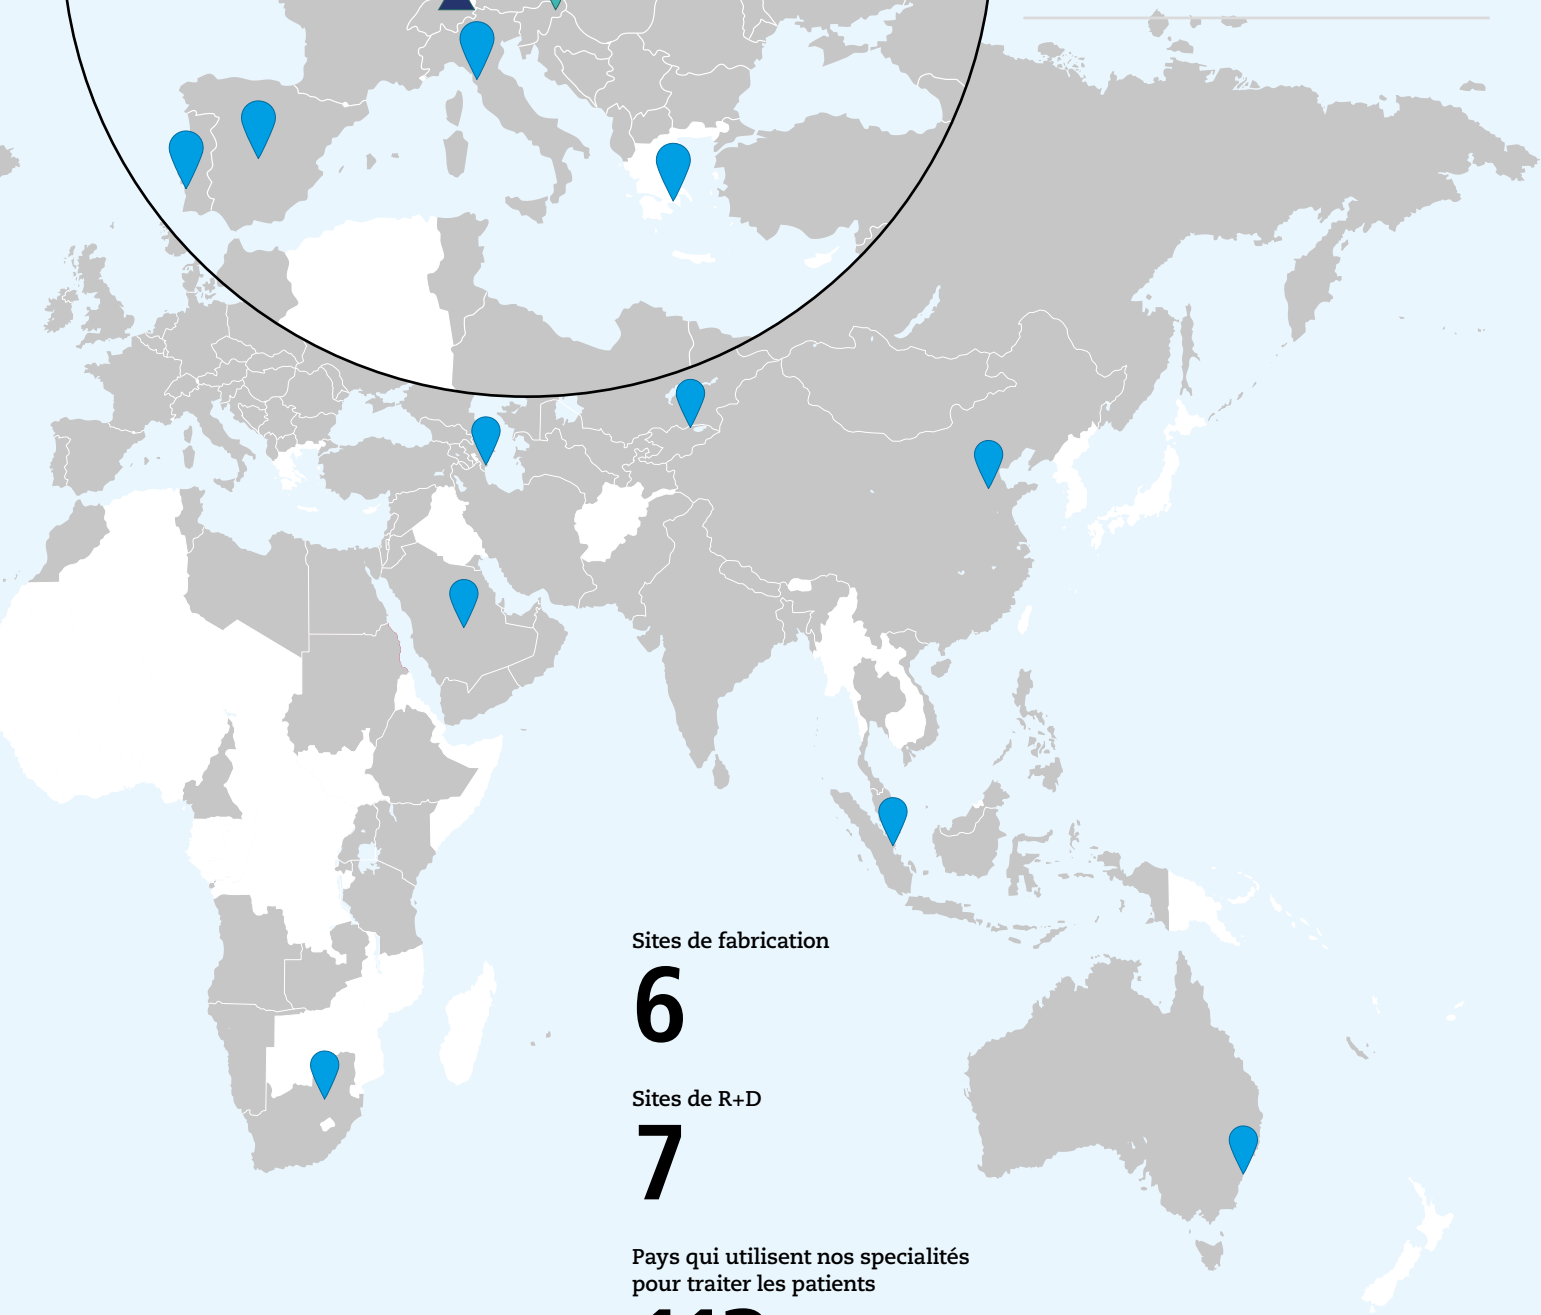 Sites de fabrication
6
Sites de R+D
7
Pays qui utilisent nos specialités
pour traiter les patients